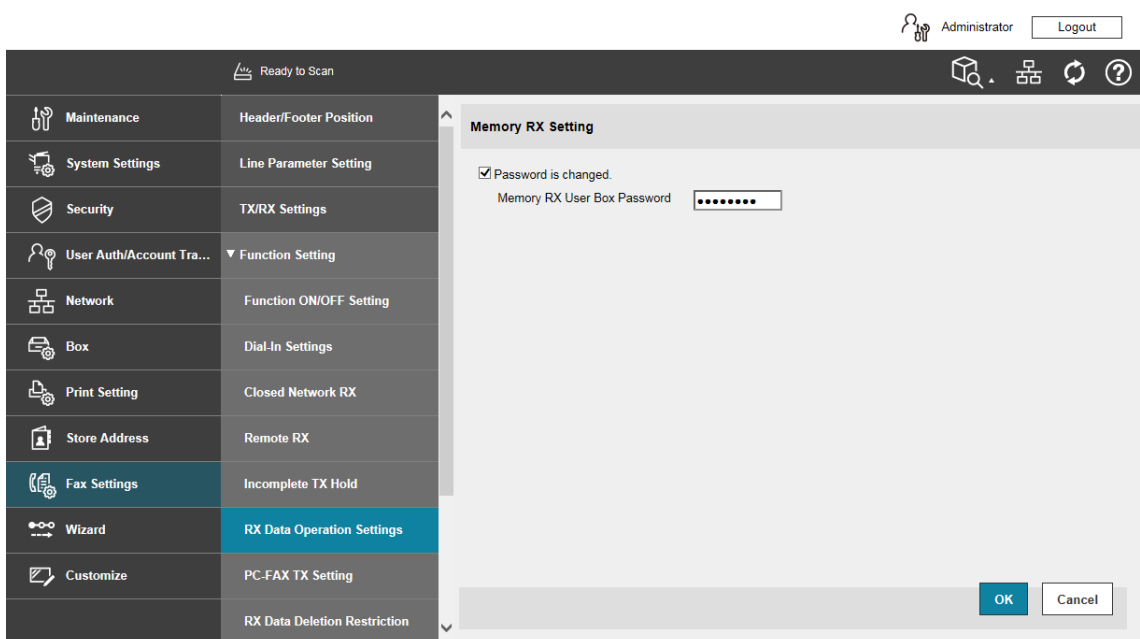 Administrator
Logout
Ready to Scan
Maintenance
System Settings
Security
User Auth/Account Tra...
Network
Box
Print Setting
Store Address
Fax Settings
Wizard
Customize
Header/Footer Position
Line Parameter Setting
TX/RX Settings
▼ Function Setting
Function ON/OFF Setting
Dial-In Settings
Closed Network RX
Remote RX
Incomplete TX Hold
RX Data Operation Settings
PC-FAX TX Setting
RX Data Deletion Restriction
Memory RX Setting
Password is changed.
Memory RX User Box Password ●●●●●●●●
OK
Cancel